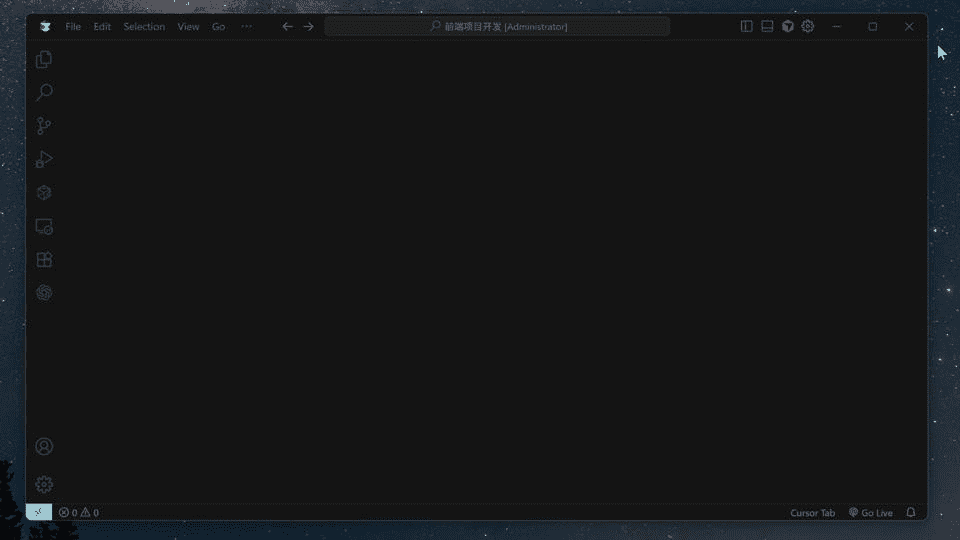 File Edit Selection View Go ··· 前端项目开发 [Administrator]
0 0 Cursor Tab Go Live